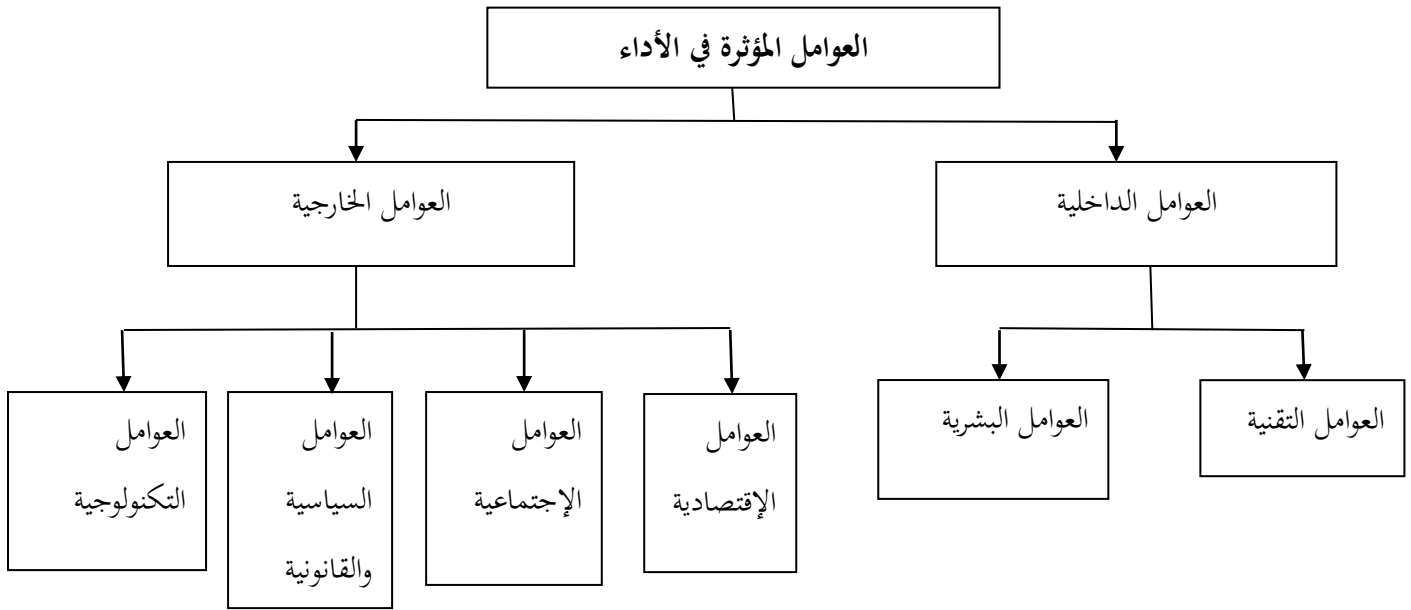 العوامل المؤثرة في الأداء
العوامل الداخلية
العوامل الخارجية
العوامل التقنية
العوامل البشرية
العوامل
الإقتصادية
العوامل
الإجتماعية
العوامل
السياسية
والقانونية
العوامل
التكنولوجية